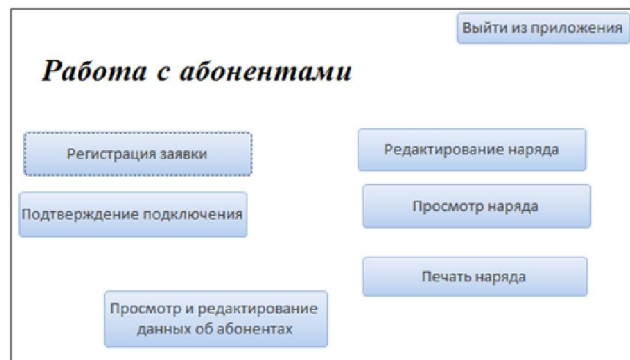 Выйти из приложения
Работа с абонентами
Регистрация заявки
Редактирование наряда
Подтверждение подключения
Просмотр наряда
Печать наряда
Просмотр и редактирование
данных об абонентах